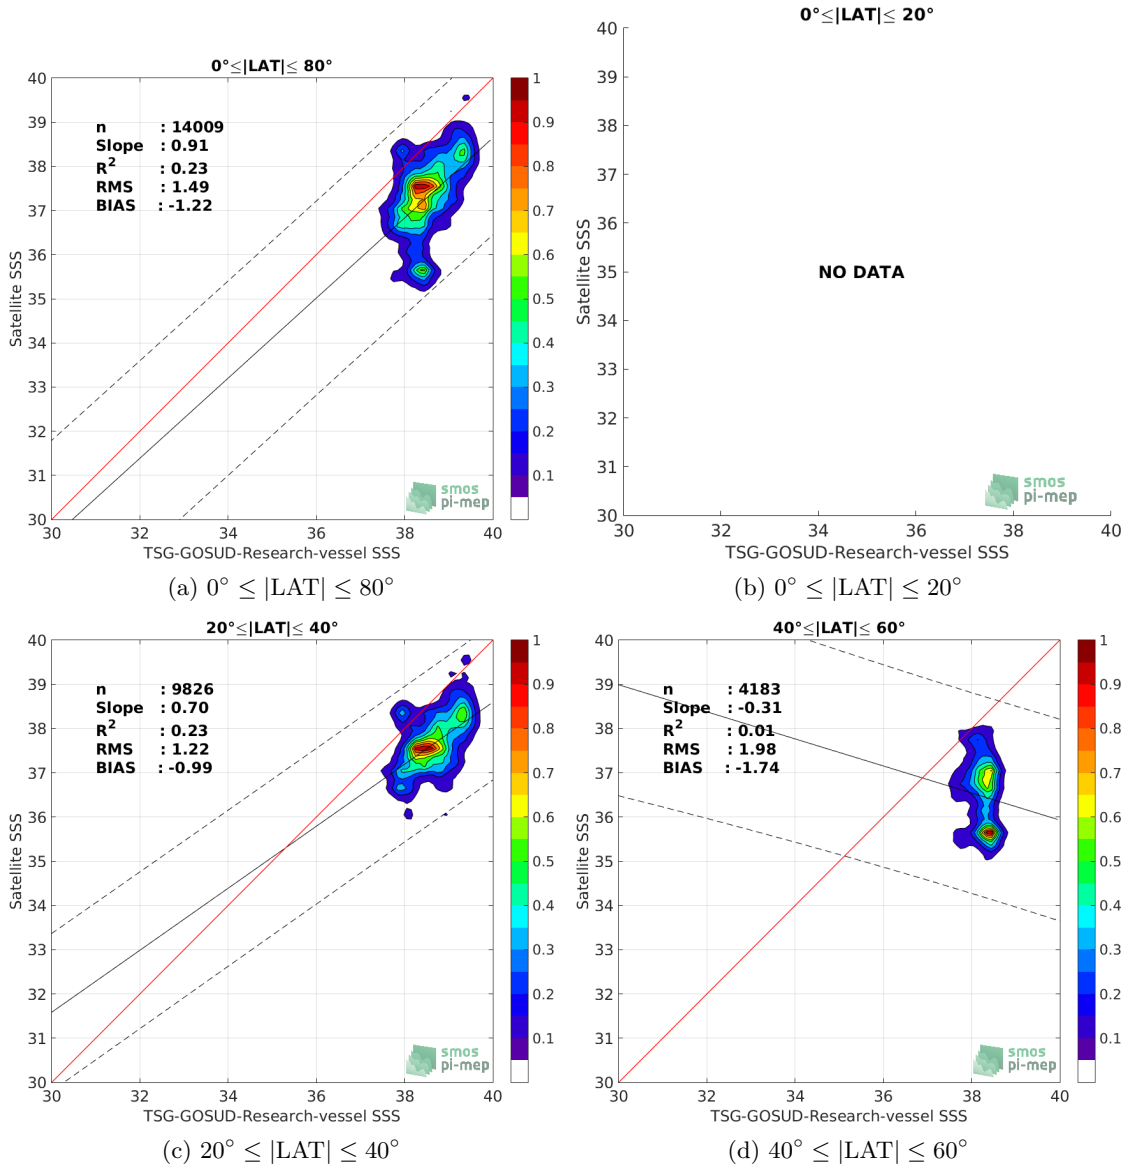 0°≤|LAT|≤ 80°
40
39
38
37
36
35
34
33
32
31
30
Satellite SSS
n : 14009
Slope : 0.91
R2 : 0.23
RMS : 1.49
BIAS : -1.22
30 32 34 36 38 40
TSG-GOSUD-Research-vessel SSS
1
0.9
0.8
0.7
0.6
0.5
0.4
0.3
0.2
0.1
smos
pi-mep
(a) 0° ≤ |LAT| ≤ 80°
0°≤|LAT|≤ 20°
40
39
38
37
36
35
34
33
32
31
30
Satellite SSS
NO DATA
30 32 34 36 38 40
TSG-GOSUD-Research-vessel SSS
smos
pi-mep
(b) 0° ≤ |LAT| ≤ 20°
20°≤|LAT|≤ 40°
40
39
38
37
36
35
34
33
32
31
30
Satellite SSS
n : 9826
Slope : 0.70
R2 : 0.23
RMS : 1.22
BIAS : -0.99
30 32 34 36 38 40
TSG-GOSUD-Research-vessel SSS
1
0.9
0.8
0.7
0.6
0.5
0.4
0.3
0.2
0.1
smos
pi-mep
(c) 20° ≤ |LAT| ≤ 40°
40°≤|LAT|≤ 60°
40
39
38
37
36
35
34
33
32
31
30
Satellite SSS
n : 4183
Slope : -0.31
R2 : 0.01
RMS : 1.98
BIAS : -1.74
30 32 34 36 38 40
TSG-GOSUD-Research-vessel SSS
1
0.9
0.8
0.7
0.6
0.5
0.4
0.3
0.2
0.1
smos
pi-mep
(d) 40° ≤ |LAT| ≤ 60°